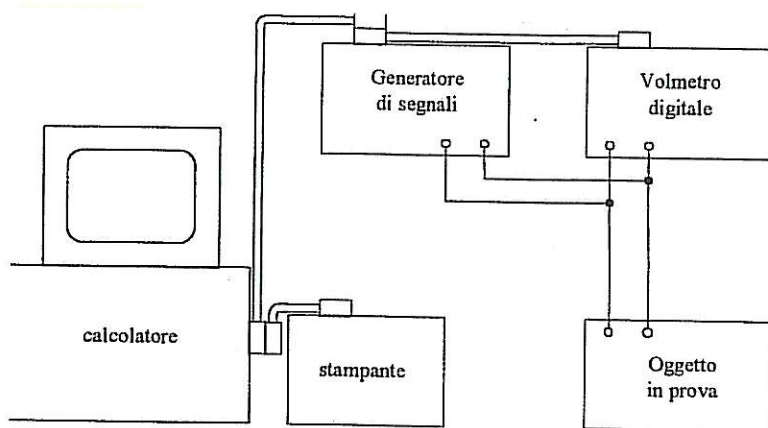 Generatore
di segnali
Volmetro
digitale
calcolatore
stampante
Oggetto
in prova